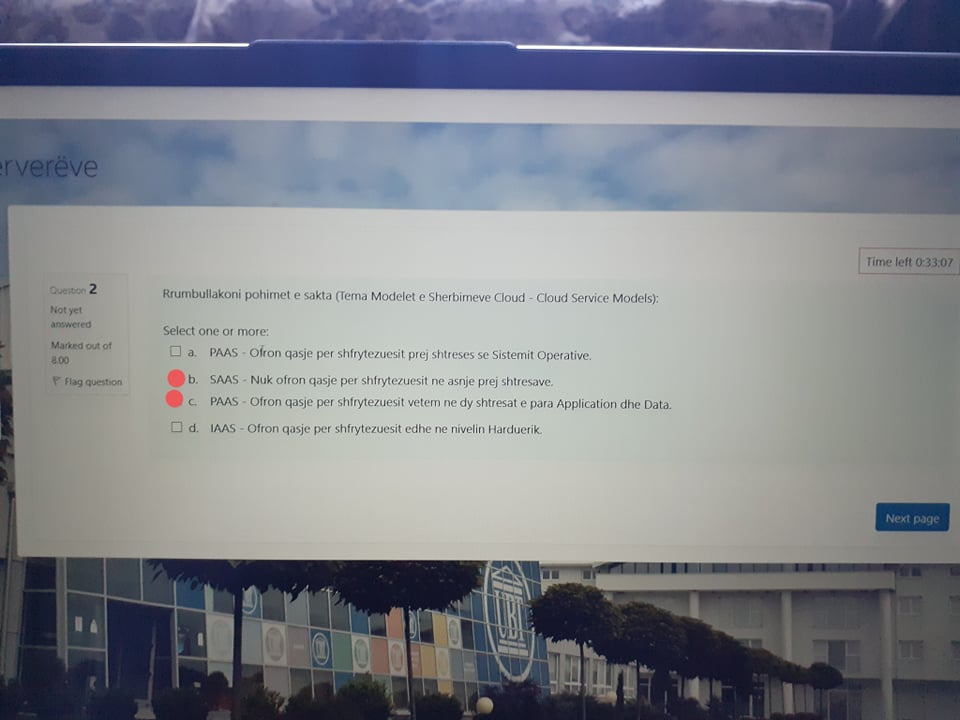 erverëve
Time left 0:33:07
Question 2
Not yet
answered
Marked out of
8.00
Flag question
Rrumbullakoni pohimet e sakta (Tema Modelet e Sherbimeve Cloud - Cloud Service Models):
Select one or more:
a. PAAS - Ofron qasje per shfrytezuesit prej shtreses se Sistemit Operative.
b. SAAS - Nuk ofron qasje per shfrytezuesit ne asnje prej shtresave.
c. PAAS - Ofron qasje per shfrytezuesit vetem ne dy shtresat e para Application dhe Data.
d. IAAS - Ofron qasje per shfrytezuesit edhe ne nivelin Harduerik.
Next page
UBT